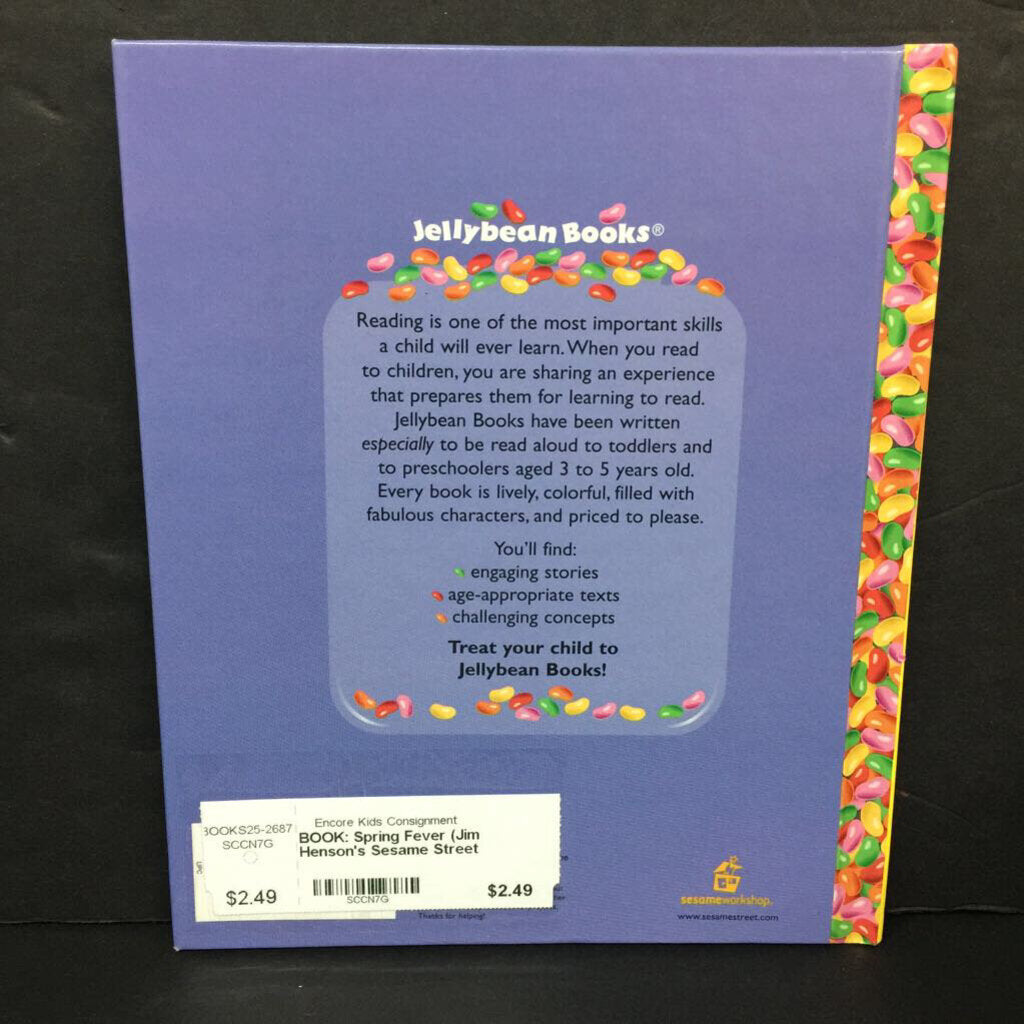 Jellybean Books®
Reading is one of the most important skills
a child will ever learn. When you read
to children, you are sharing an experience
that prepares them for learning to read.
Jellybean Books have been written
especially to be read aloud to toddlers and
to preschoolers aged 3 to 5 years old.
Every book is lively, colorful, filled with
fabulous characters, and priced to please.
You'll find:
engaging stories
age-appropriate texts
challenging concepts
Treat your child to
Jellybean Books!
BOOKS25-2687
SCCN7G
$2.49
Encore Kids Consignment
BOOK: Spring Fever (Jim
Henson's Sesame Street
SCCN7G
$2.49
UPC
Thanks for helping!
sesameworkshop.
www.sesamestreet.com